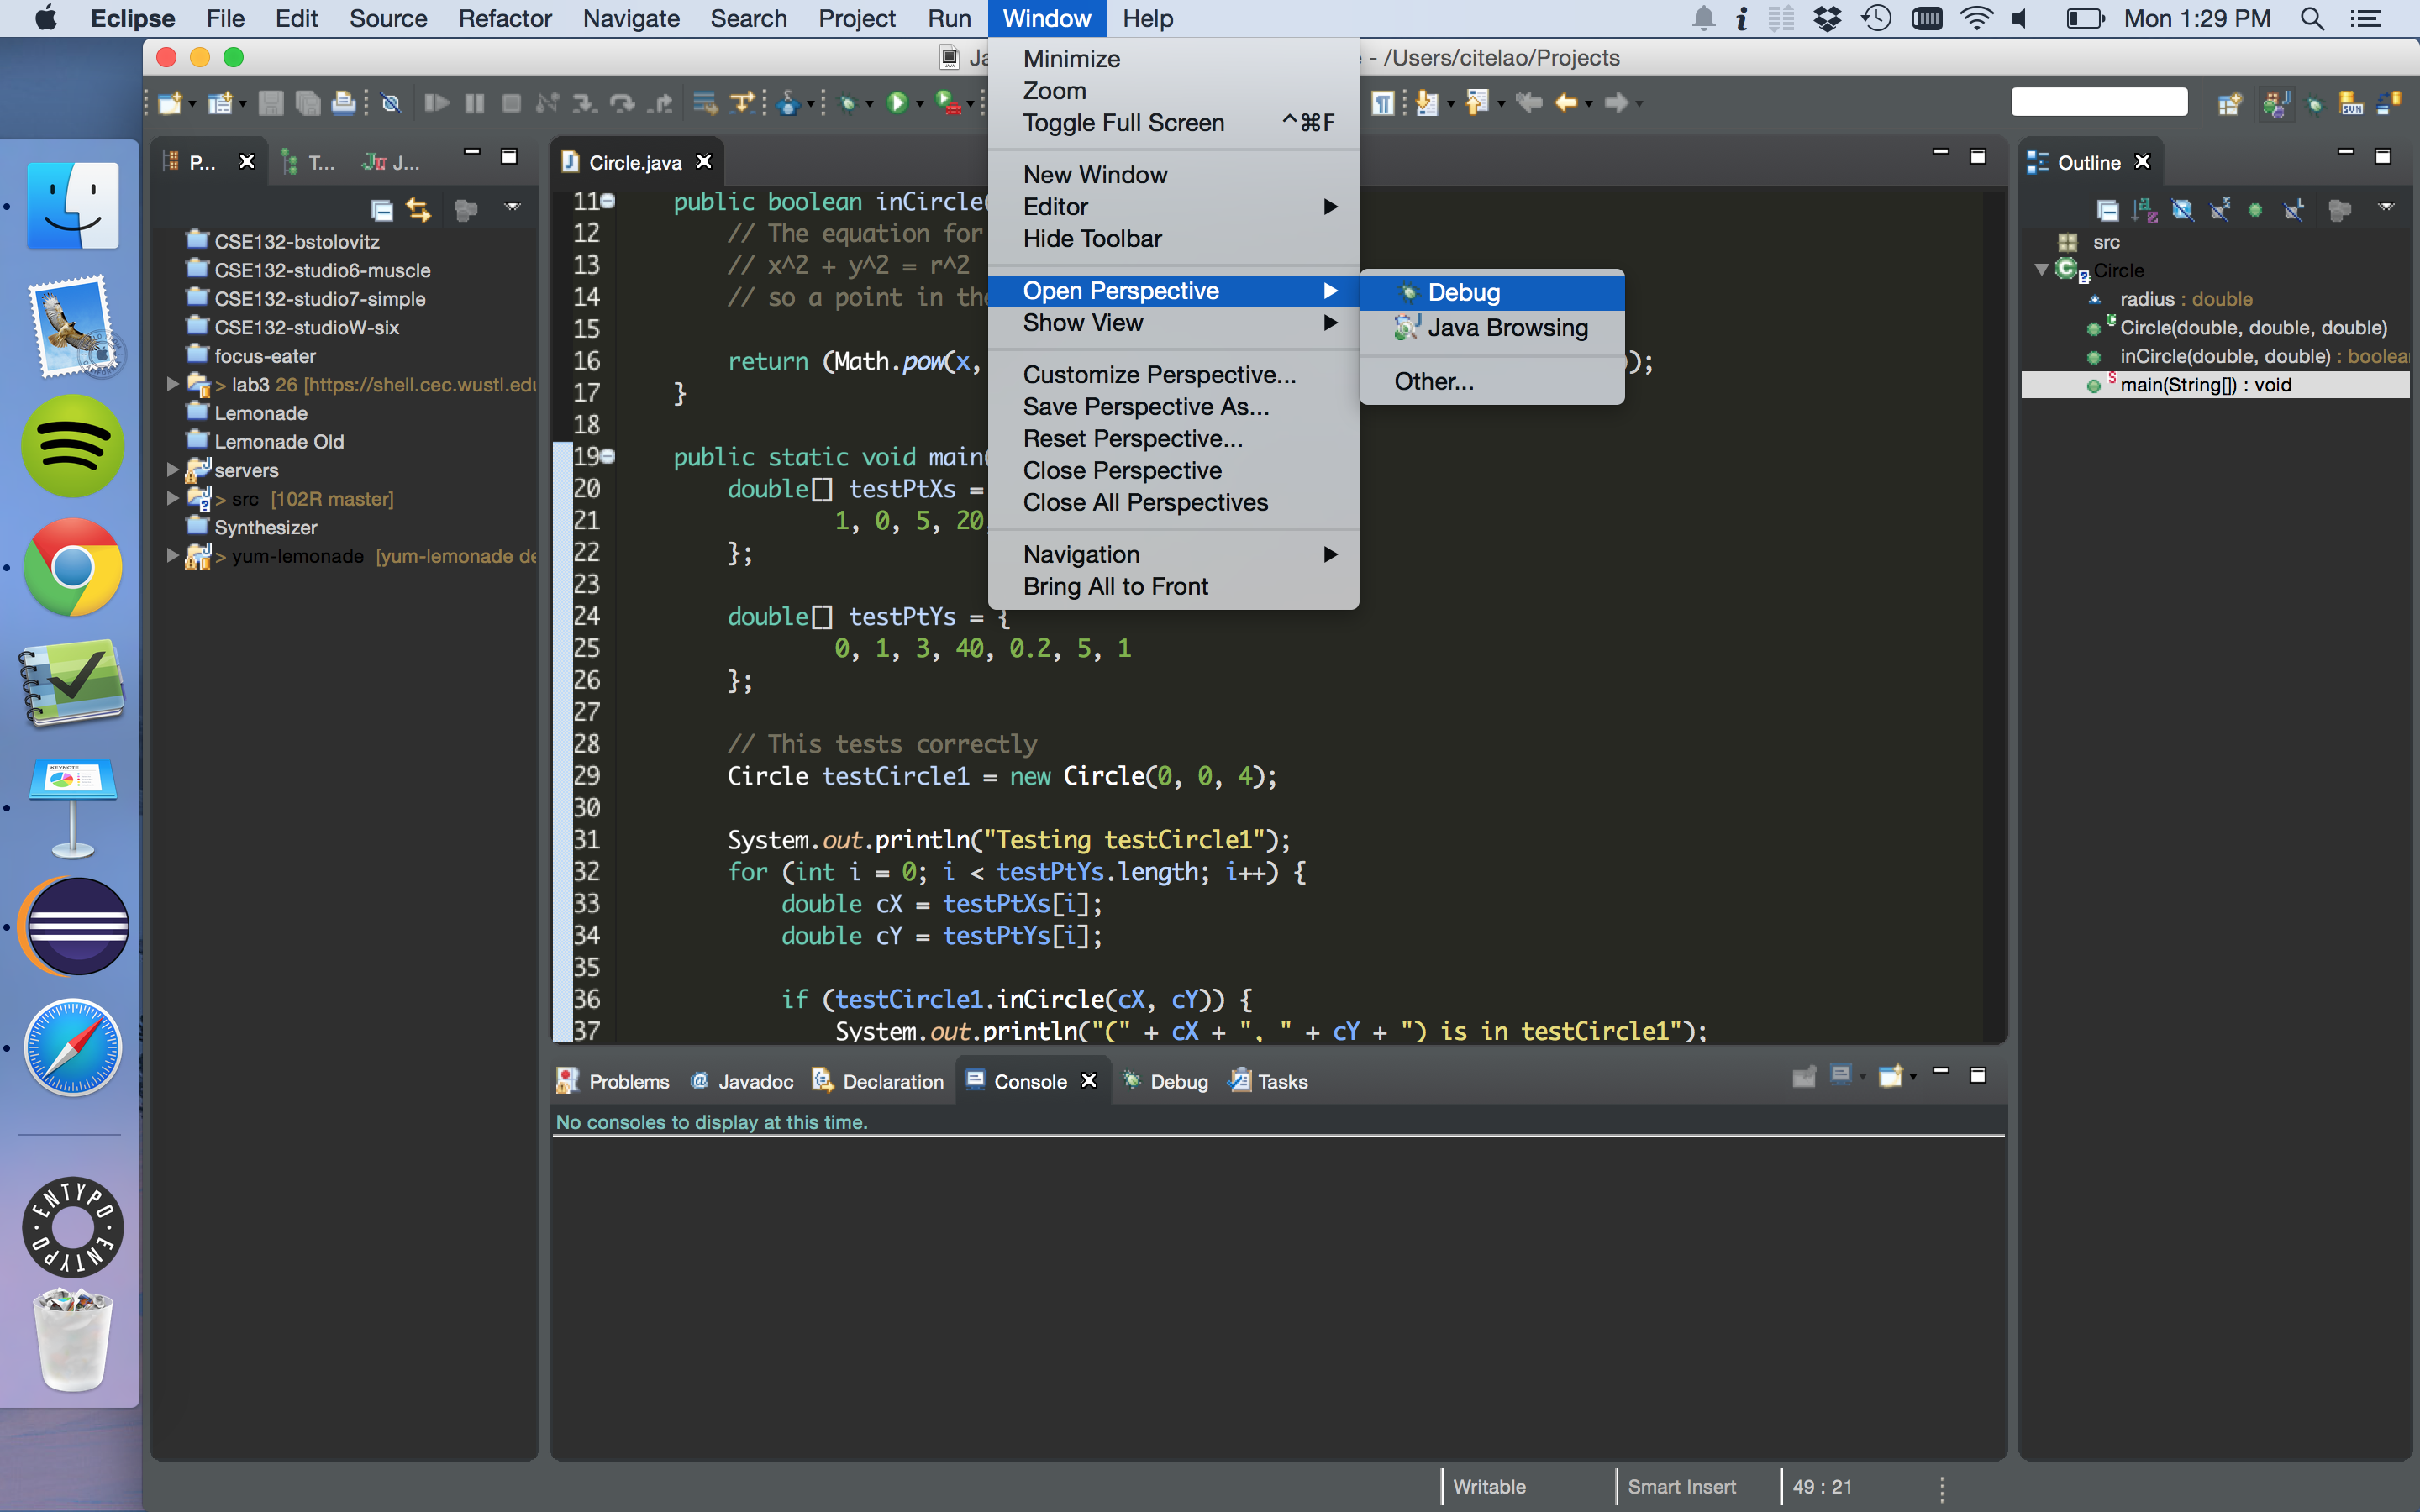 Eclipse File Edit Source Refactor Navigate Search Project Run Window Help Mon 1:29 PM
- /Users/citelao/Projects
Minimize
Zoom
Toggle Full Screen ^⌘F
New Window
Editor
Hide Toolbar
Open Perspective
Show View
Customize Perspective...
Save Perspective As...
Reset Perspective...
Close Perspective
Close All Perspectives
Navigation
Bring All to Front
Debug
Java Browsing
Other...
P... T... J...
CSE132-bstolovitz
CSE132-studio6-muscle
CSE132-studio7-simple
CSE132-studioW-six
focus-eater
> lab3 26 [https://shell.cec.wustl.edu
Lemonade
Lemonade Old
servers
> src [102R master]
Synthesizer
> yum-lemonade [yum-lemonade de
Circle.java
11 public boolean inCircle(
12 // The equation for
13 // x^2 + y^2 = r^2
14 // so a point in the
15
16 return (Math.pow(x, );
17 }
18
19 public static void main(
20 double[] testPtXs =
21 1, 0, 5, 20
22 };
23
24 double[] testPtYs = {
25 0, 1, 3, 40, 0.2, 5, 1
26 };
27
28 // This tests correctly
29 Circle testCircle1 = new Circle(0, 0, 4);
30
31 System.out.println("Testing testCircle1");
32 for (int i = 0; i < testPtYs.length; i++) {
33 double cX = testPtXs[i];
34 double cY = testPtYs[i];
35
36 if (testCircle1.inCircle(cX, cY)) {
37 System.out.println("(" + cX + ", " + cY + ") is in testCircle1");
Outline
src
Circle
radius : double
Circle(double, double, double)
inCircle(double, double) : boolea
main(String[]) : void
Problems Javadoc Declaration Console Debug Tasks
No consoles to display at this time.
Writable Smart Insert 49 : 21
KEYNOTE
ENTYPO · ENTYPO ·